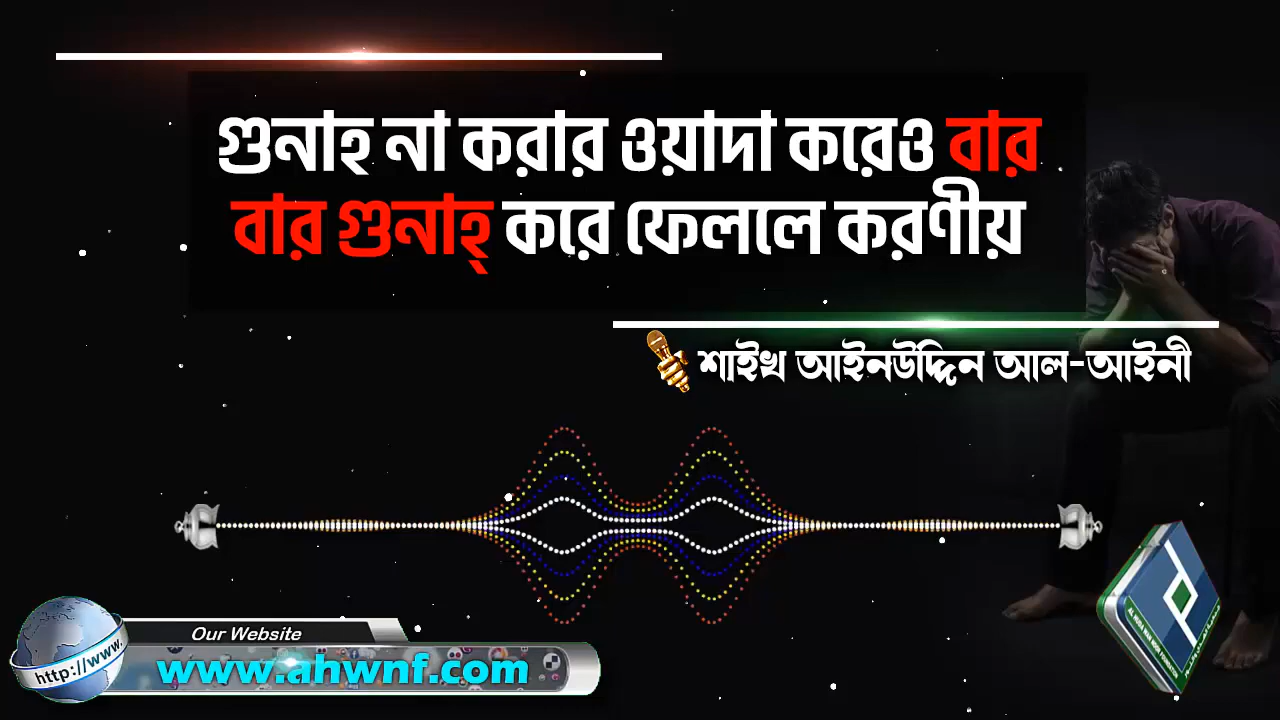 গুনাহ না করার ওয়াদা করেও বার
বার গুনাহ্ করে ফেললে করণীয়
শাইখ আইনউদ্দিন আল-আইনী
Our Website
http://www.
www.ahwnf.com